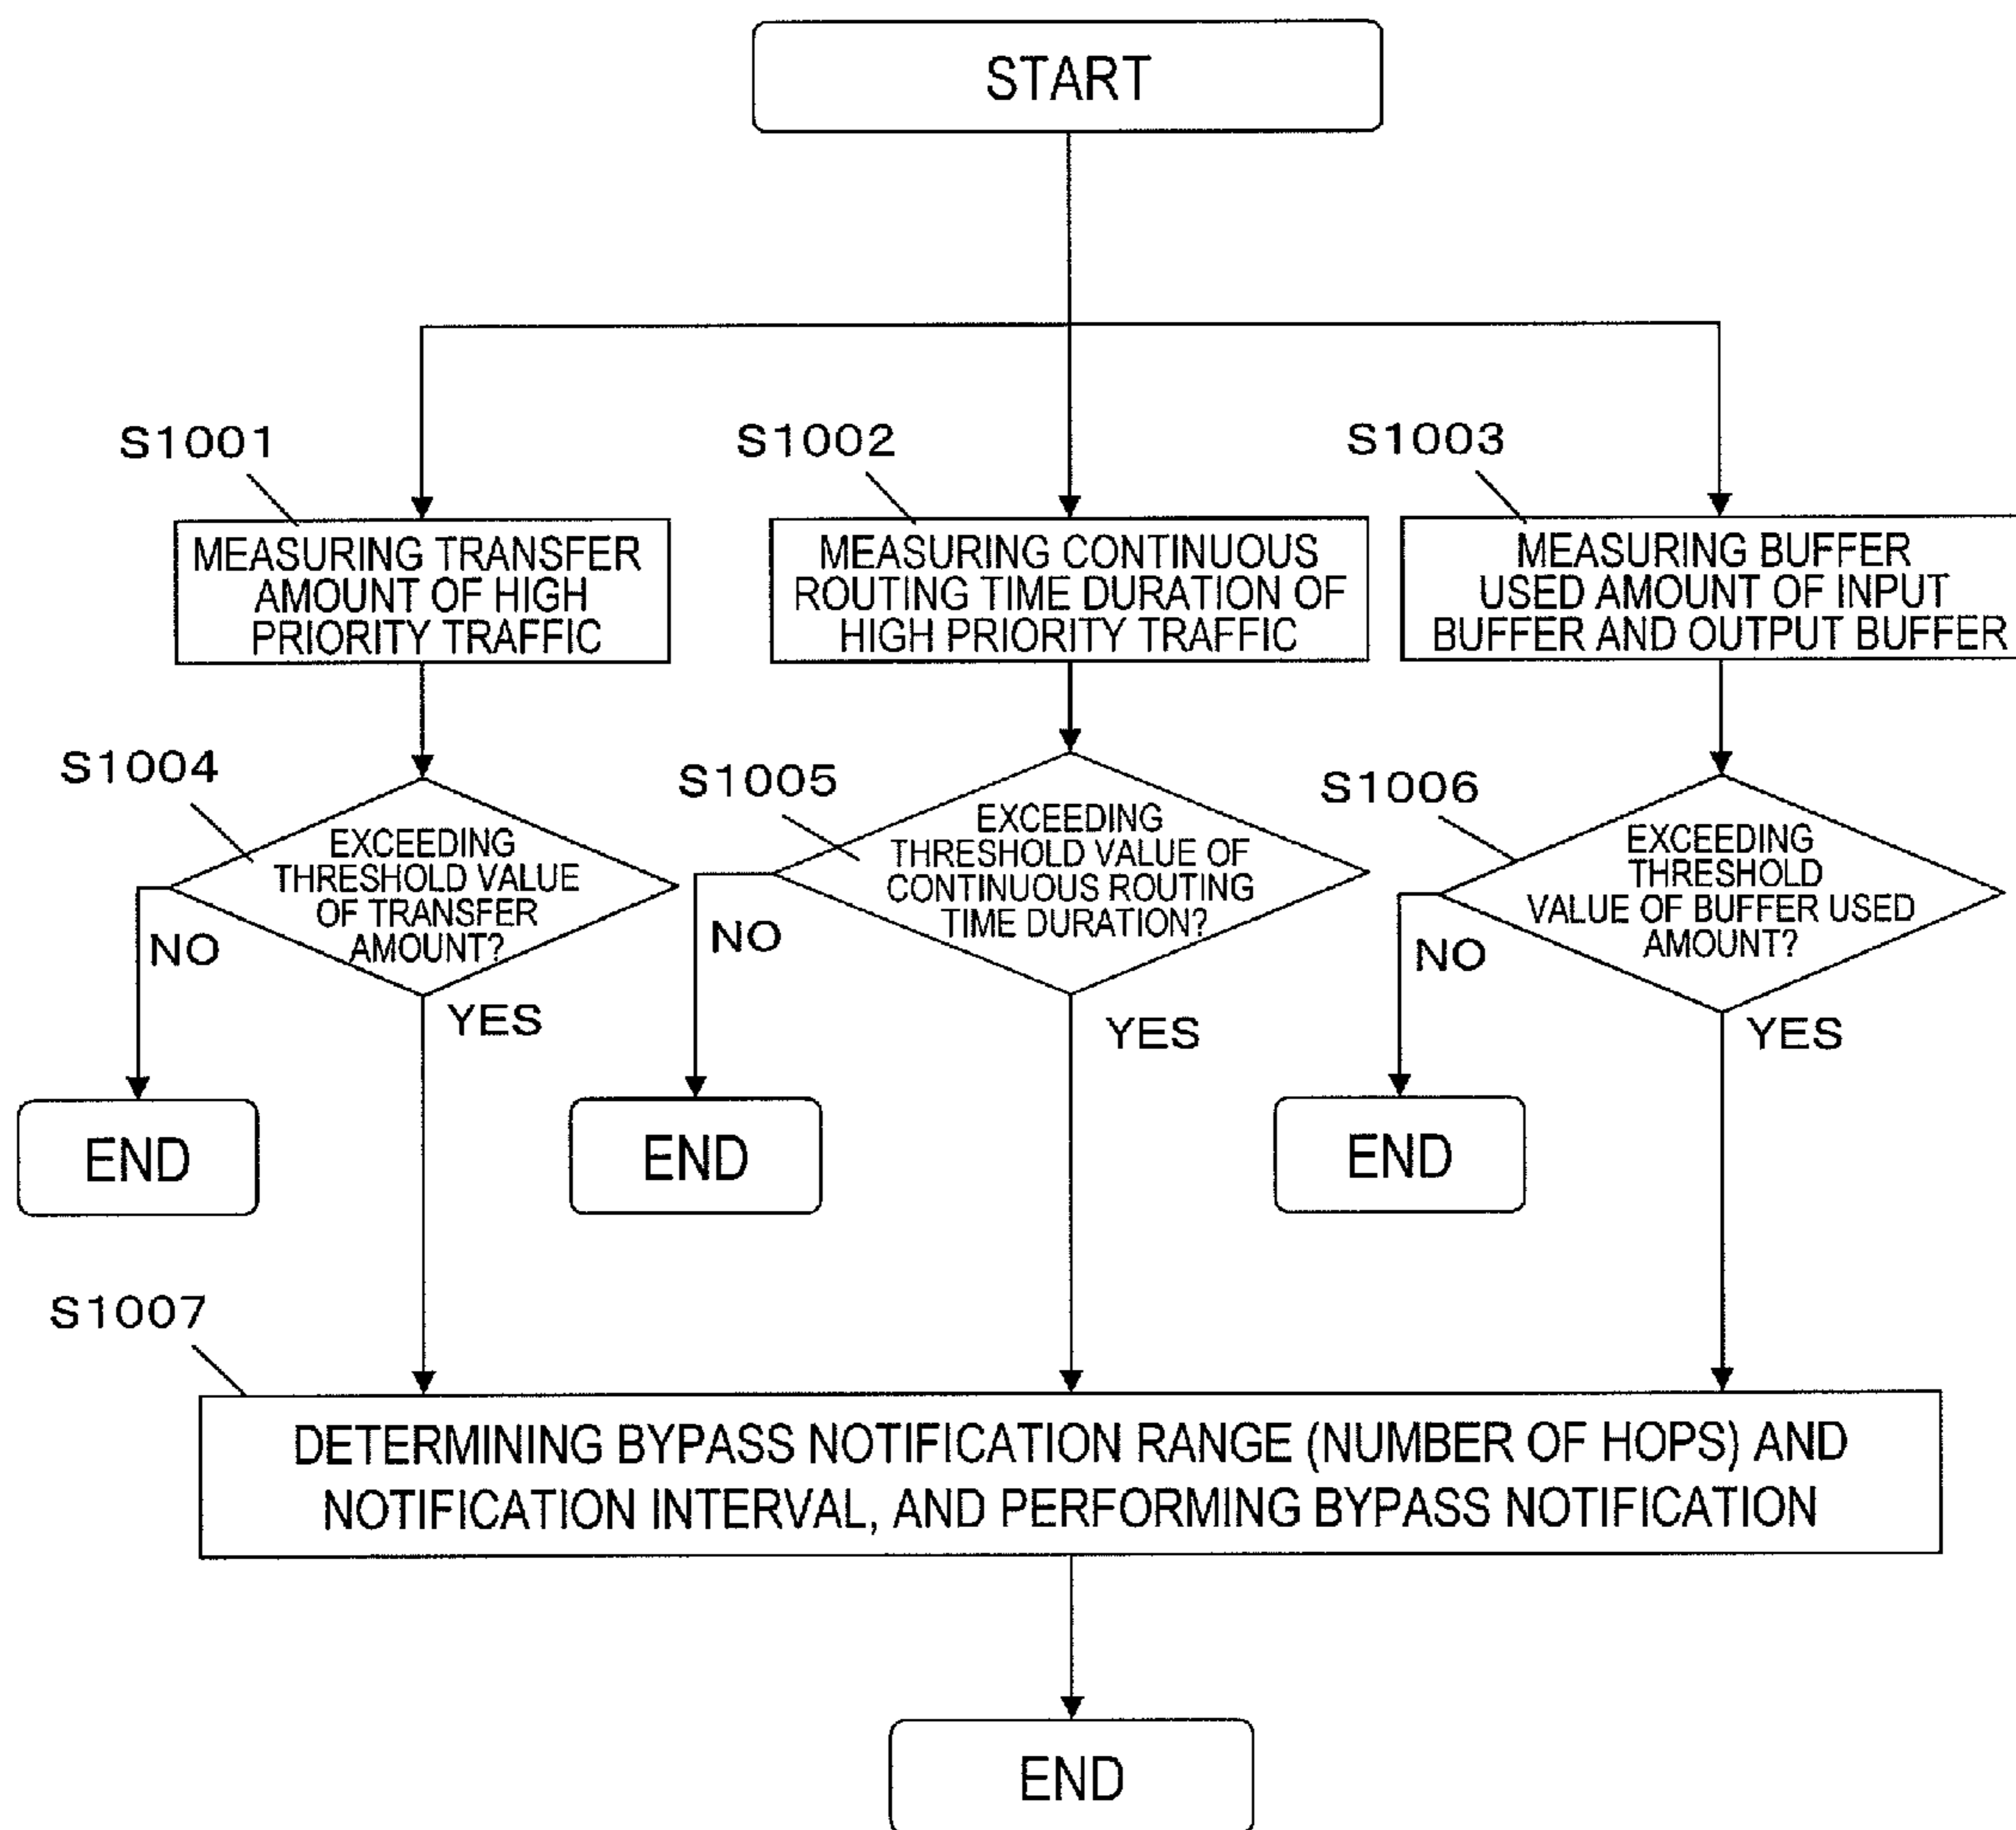 START
S1001
S1002
S1003
MEASURING TRANSFER
AMOUNT OF HIGH
PRIORITY TRAFFIC
MEASURING CONTINUOUS
ROUTING TIME DURATION OF
HIGH PRIORITY TRAFFIC
MEASURING BUFFER
USED AMOUNT OF INPUT
BUFFER AND OUTPUT BUFFER
S1004
S1005
S1006
EXCEEDING
THRESHOLD VALUE
OF TRANSFER
AMOUNT?
EXCEEDING
THRESHOLD VALUE OF
CONTINUOUS ROUTING
TIME DURATION?
EXCEEDING
THRESHOLD
VALUE OF BUFFER USED
AMOUNT?
NO
NO
NO
YES
YES
YES
END
END
END
S1007
DETERMINING BYPASS NOTIFICATION RANGE (NUMBER OF HOPS) AND
NOTIFICATION INTERVAL, AND PERFORMING BYPASS NOTIFICATION
END